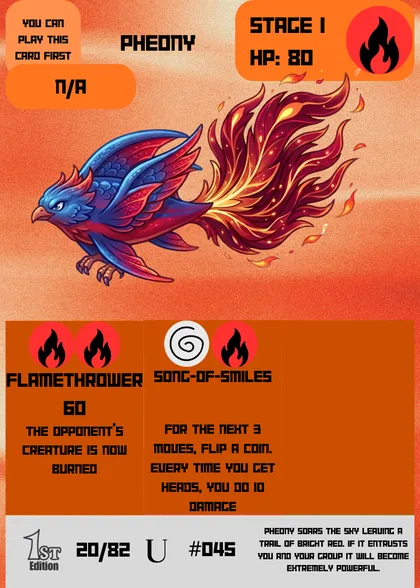 YOU CAN
PLAY THIS
CARD FIRST
N/A
PHEONY
STAGE 1
HP: 80
FLAMETHROWER
60
THE OPPONENT'S
CREATURE IS NOW
BURNED
SONG-OF-SMILES
FOR THE NEXT 3
MOVES, FLIP A COIN.
EVERY TIME YOU GET
HEADS, YOU DO 10
DAMAGE
1ST
Edition
20/82
U
#045
PHEONY SOARS THE SKY LEAVING A
TRAIL OF BRIGHT RED. IF IT ENTRUSTS
YOU AND YOUR GROUP IT WILL BECOME
EXTREMELY POWERFUL.